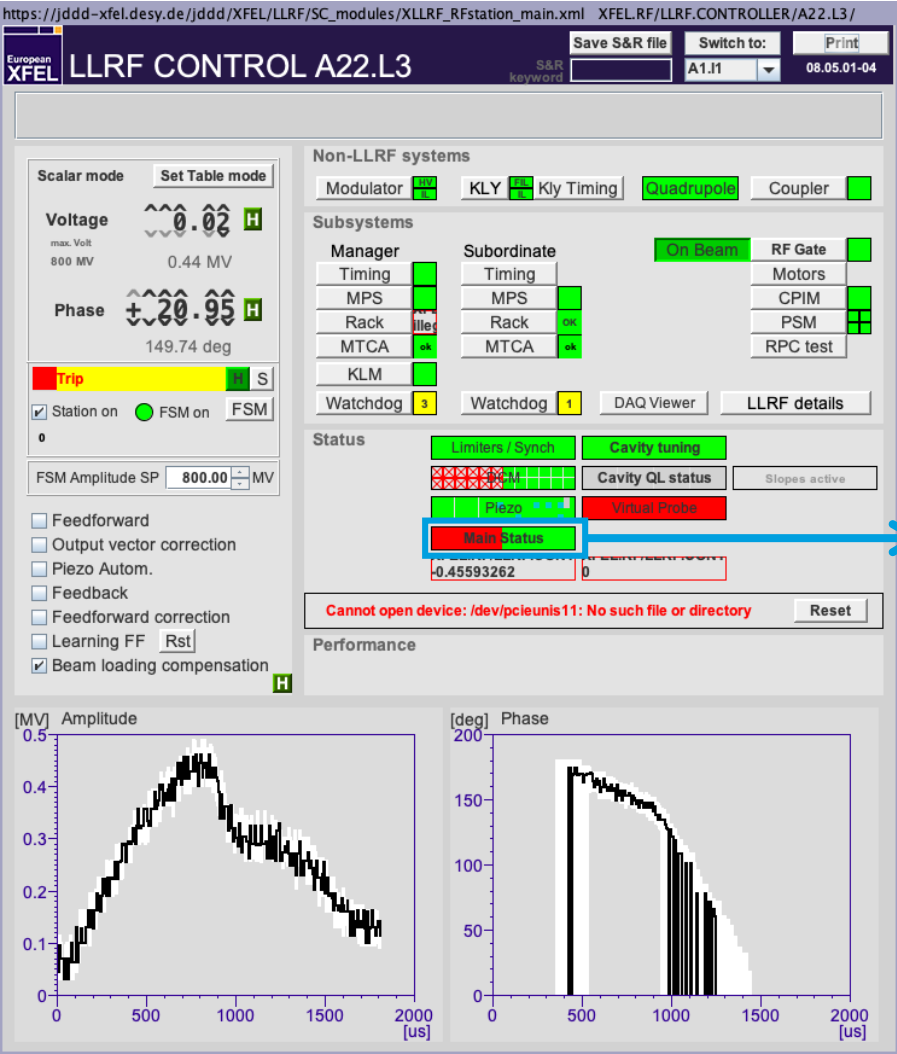 https://jddd-xfel.desy.de/jddd/XFEL/LLRF/SC_modules/XLLRF_RFstation_main.xml XFEL.RF/LLRF.CONTROLLER/A22.L3/
European
XFEL
LLRF CONTROL A22.L3
S&R
keyword
Save S&R file
Switch to:
A1.I1
Print
08.05.01-04
Scalar mode
Set Table mode
Voltage
0.02
H
max. Volt
800 MV
0.44 MV
Phase
+ 20.95
H
149.74 deg
Trip
H
S
Station on
FSM on
FSM
0
FSM Amplitude SP
800.00
MV
Feedforward
Output vector correction
Piezo Autom.
Feedback
Feedforward correction
Learning FF
Rst
Beam loading compensation
H
Non-LLRF systems
Modulator
HV
IL
KLY
FIL
IL
Kly Timing
Quadrupole
Coupler
Subsystems
Manager
Subordinate
On Beam
RF Gate
Timing
Timing
Motors
MPS
MPS
CPIM
Rack
illeg
Rack
OK
PSM
MTCA
ok
MTCA
ok
RPC test
KLM
Watchdog
3
Watchdog
1
DAQ Viewer
LLRF details
Status
Limiters / Synch
Cavity tuning
DCM
Cavity QL status
Slopes active
Piezo
Virtual Probe
Main Status
-0.45593262
0
Cannot open device: /dev/pcieunis11: No such file or directory
Reset
Performance
[MV] Amplitude
0.5
0.4
0.3
0.2
0.1
0
0 500 1000 1500 2000
[us]
[deg] Phase
200
150
100
50
0
0 500 1000 1500 2000
[us]